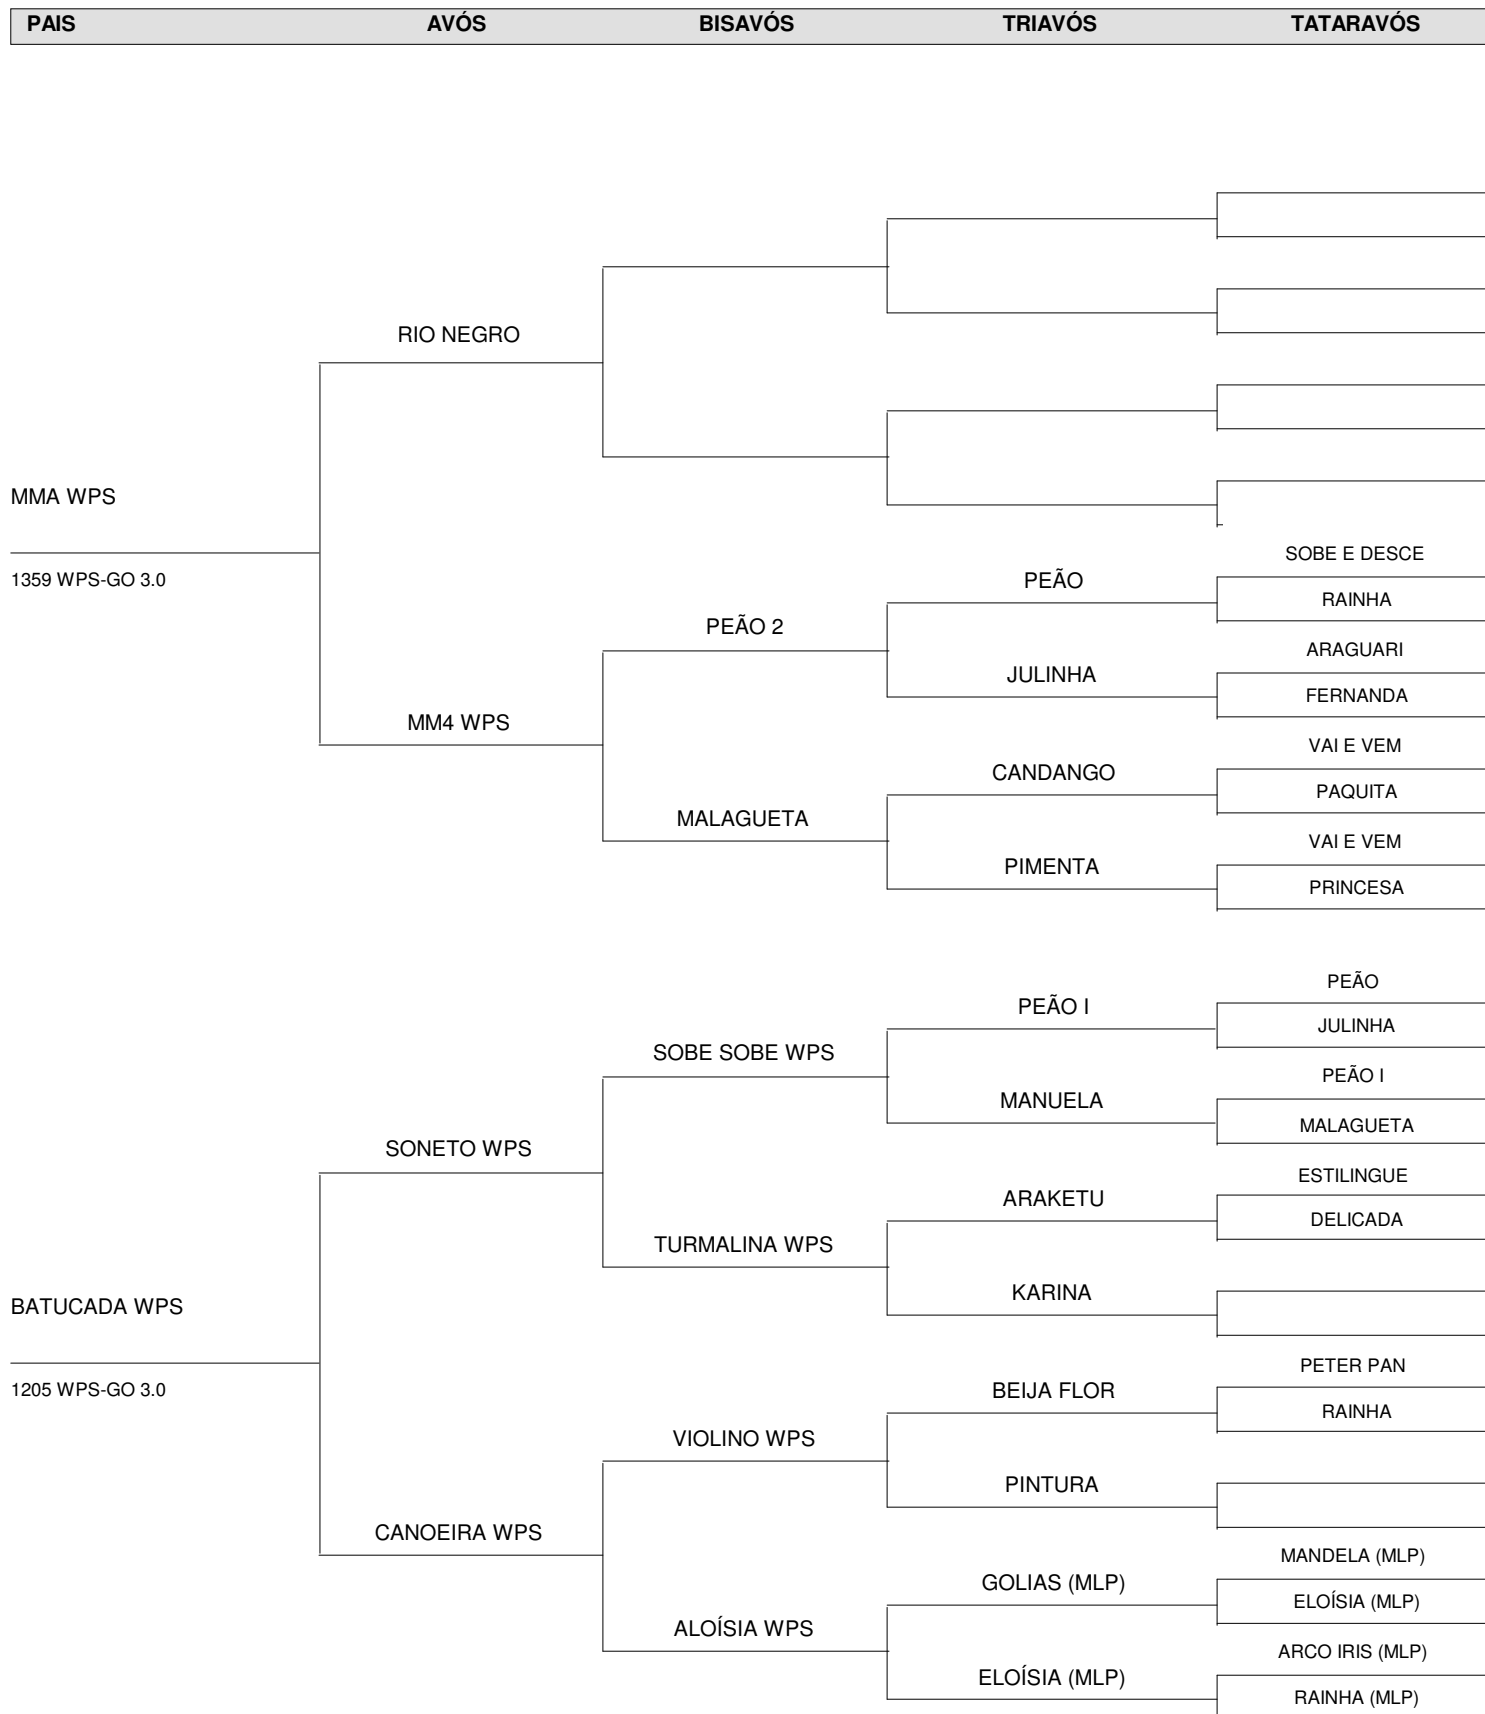 PAIS AVÓS BISAVÓS TRIAVÓS TATARAVÓS
RIO NEGRO
MMA WPS
SOBE E DESCE
1359 WPS-GO 3.0
PEÃO
RAINHA
PEÃO 2
ARAGUARI
JULINHA
FERNANDA
MM4 WPS
VAI E VEM
CANDANGO
PAQUITA
MALAGUETA
VAI E VEM
PIMENTA
PRINCESA
PEÃO
PEÃO I
JULINHA
SOBE SOBE WPS
PEÃO I
MANUELA
MALAGUETA
SONETO WPS
ESTILINGUE
ARAKETU
DELICADA
TURMALINA WPS
KARINA
BATUCADA WPS
PETER PAN
1205 WPS-GO 3.0
BEIJA FLOR
RAINHA
VIOLINO WPS
PINTURA
CANOEIRA WPS
MANDELA (MLP)
GOLIAS (MLP)
ELOÍSIA (MLP)
ALOÍSIA WPS
ARCO IRIS (MLP)
ELOÍSIA (MLP)
RAINHA (MLP)